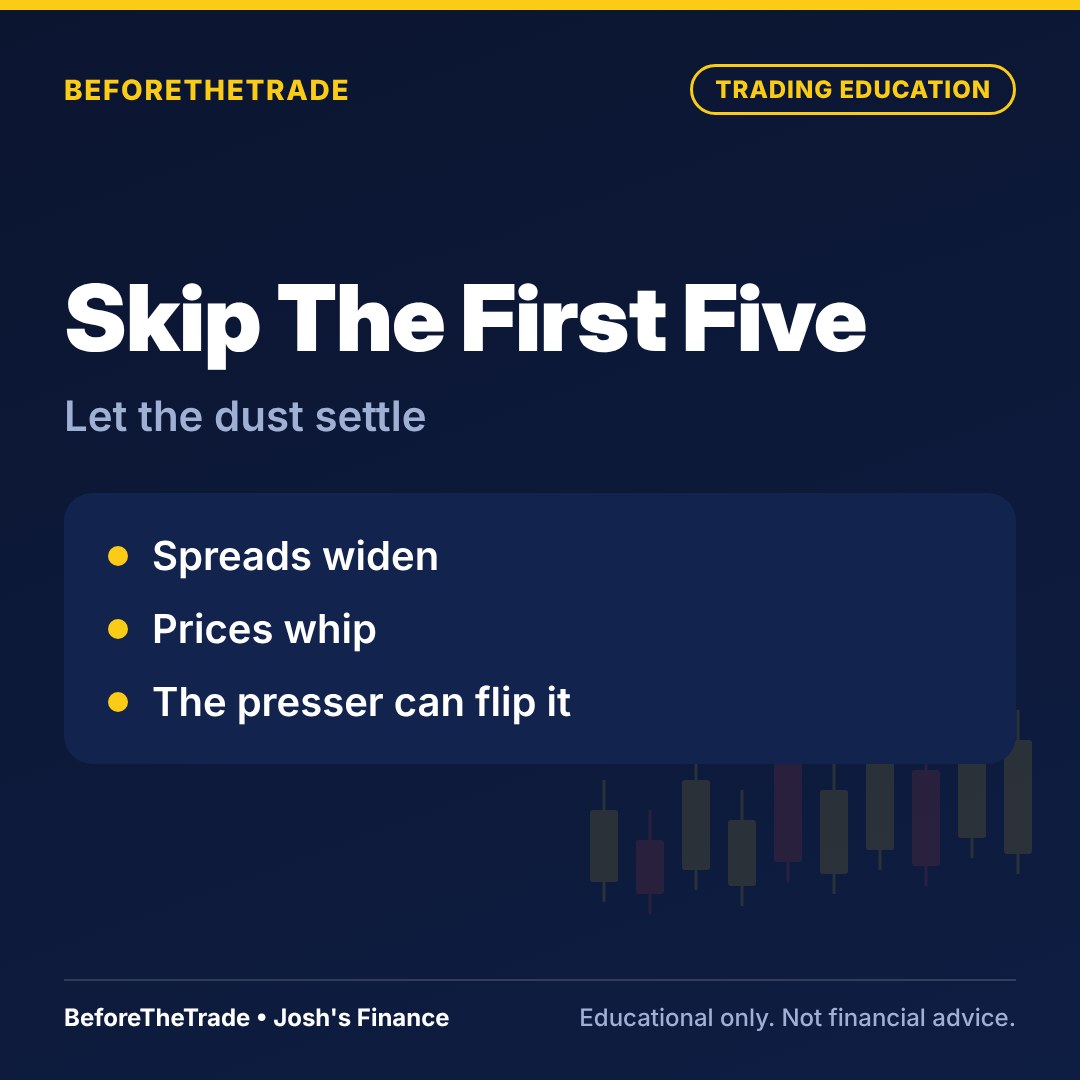 BEFORETHETRADE
TRADING EDUCATION
Skip The First Five
Let the dust settle
Spreads widen
Prices whip
The presser can flip it
BeforeTheTrade • Josh's Finance
Educational only. Not financial advice.